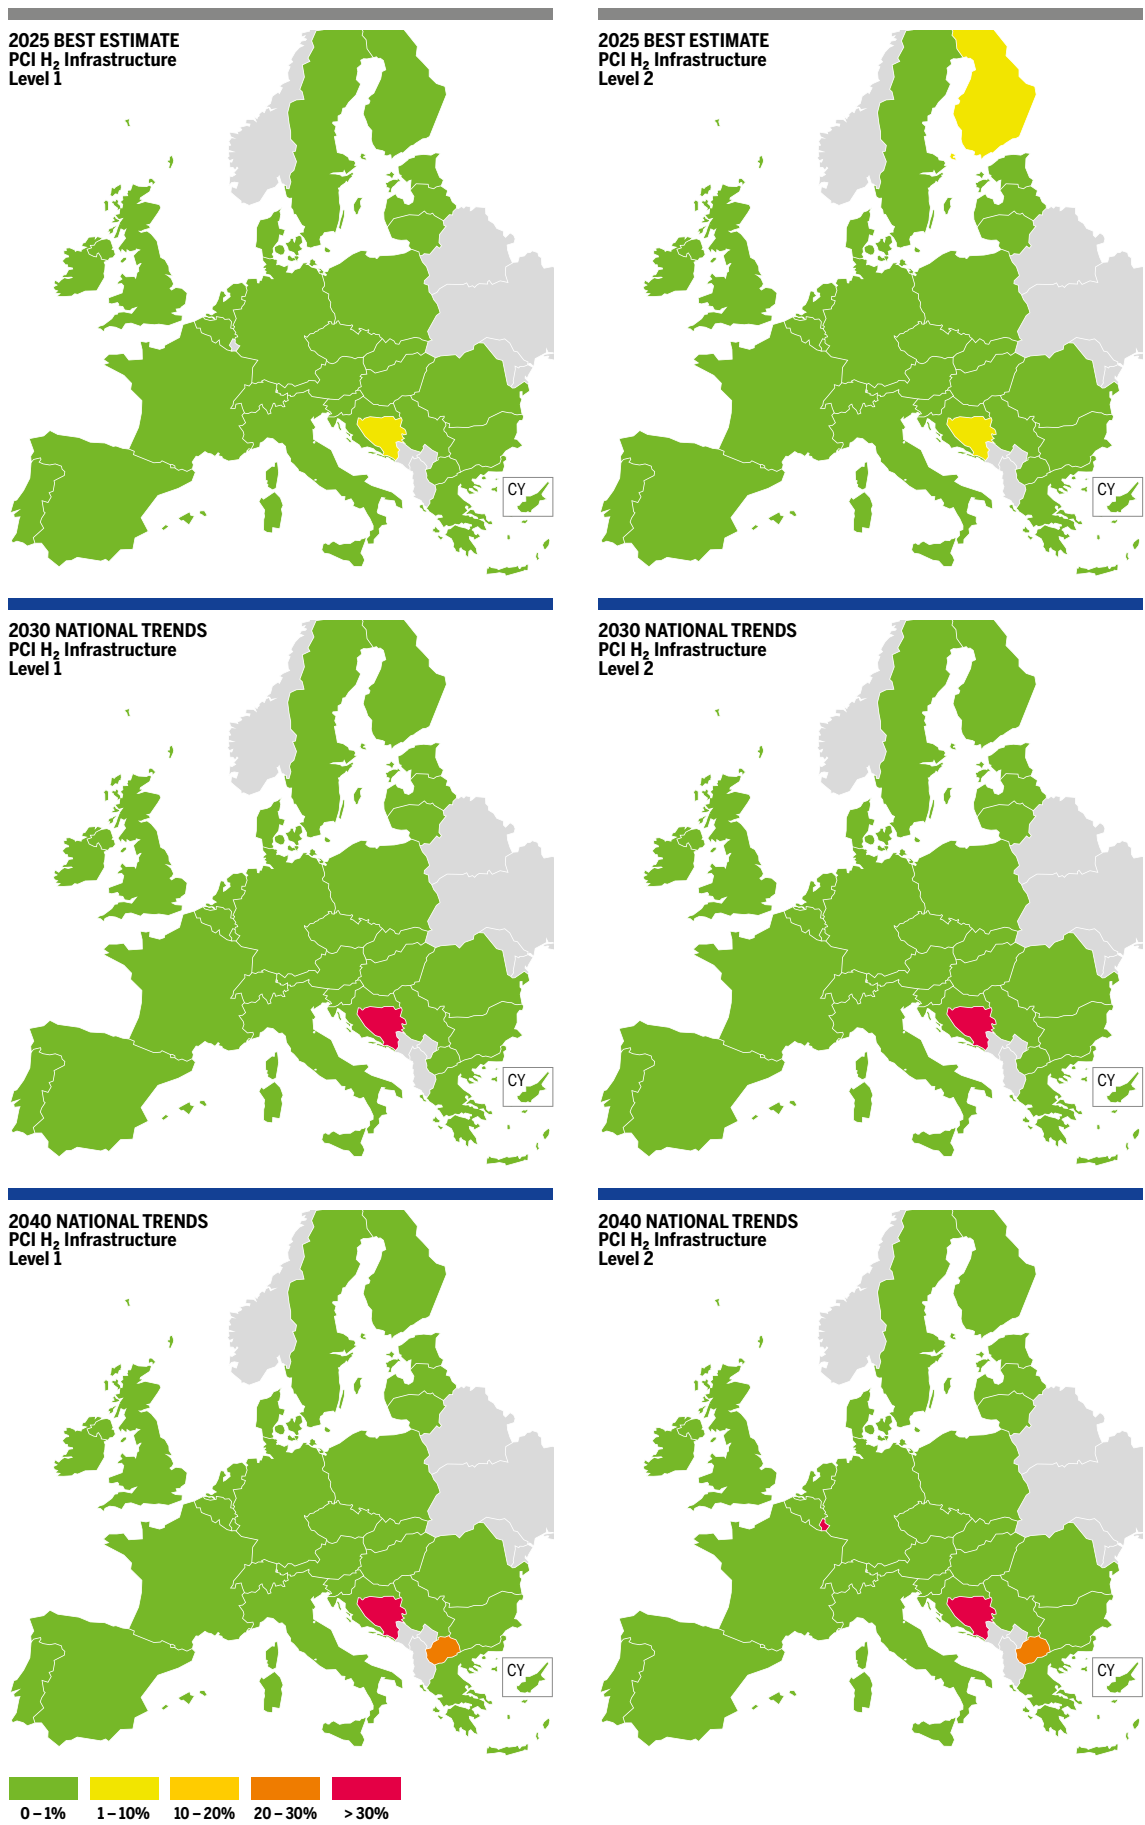 2025 BEST ESTIMATE
PCI H₂ Infrastructure
Level 1
CY
2025 BEST ESTIMATE
PCI H₂ Infrastructure
Level 2
CY
2030 NATIONAL TRENDS
PCI H₂ Infrastructure
Level 1
CY
2030 NATIONAL TRENDS
PCI H₂ Infrastructure
Level 2
CY
2040 NATIONAL TRENDS
PCI H₂ Infrastructure
Level 1
CY
2040 NATIONAL TRENDS
PCI H₂ Infrastructure
Level 2
CY
0 – 1% 1 – 10% 10 – 20% 20 – 30% > 30%